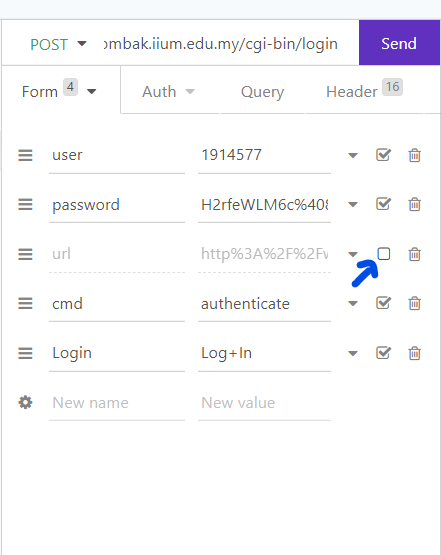 POST ombak.iium.edu.my/cgi-bin/login Send
Form 4 Auth Query Header 16
user 1914577
password H2rfeWLM6c%408
url http%3A%2F%2Fw
cmd authenticate
Login Log+In
New name New value